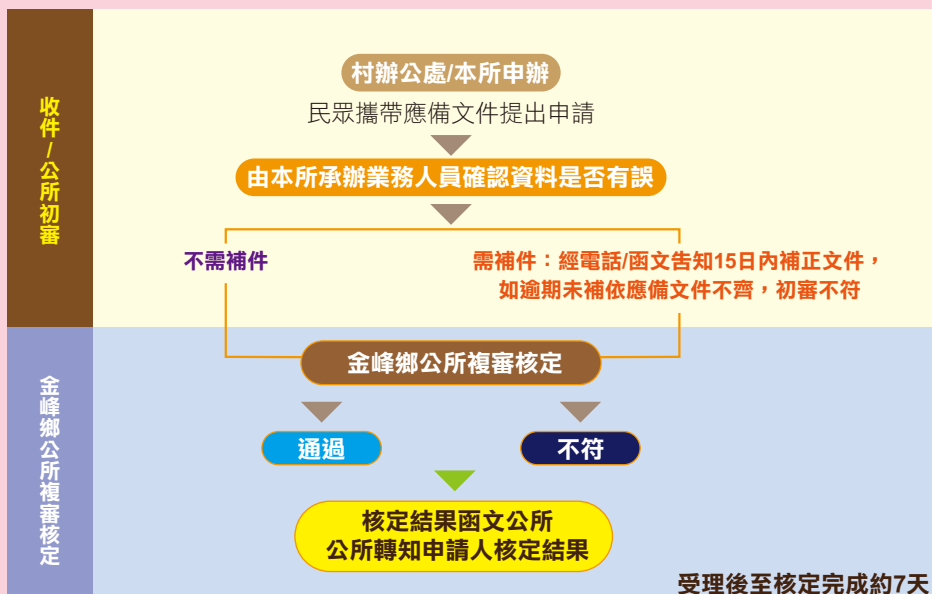 收件/公所初審
村辦公處/本所申辦
民眾攜帶應備文件提出申請
由本所承辦業務人員確認資料是否有誤
不需補件
需補件：經電話/函文告知15日內補正文件，
如逾期未補依應備文件不齊，初審不符
金峰鄉公所複審核定
金峰鄉公所複審核定
通過
不符
核定結果函文公所
公所轉知申請人核定結果
受理後至核定完成約7天